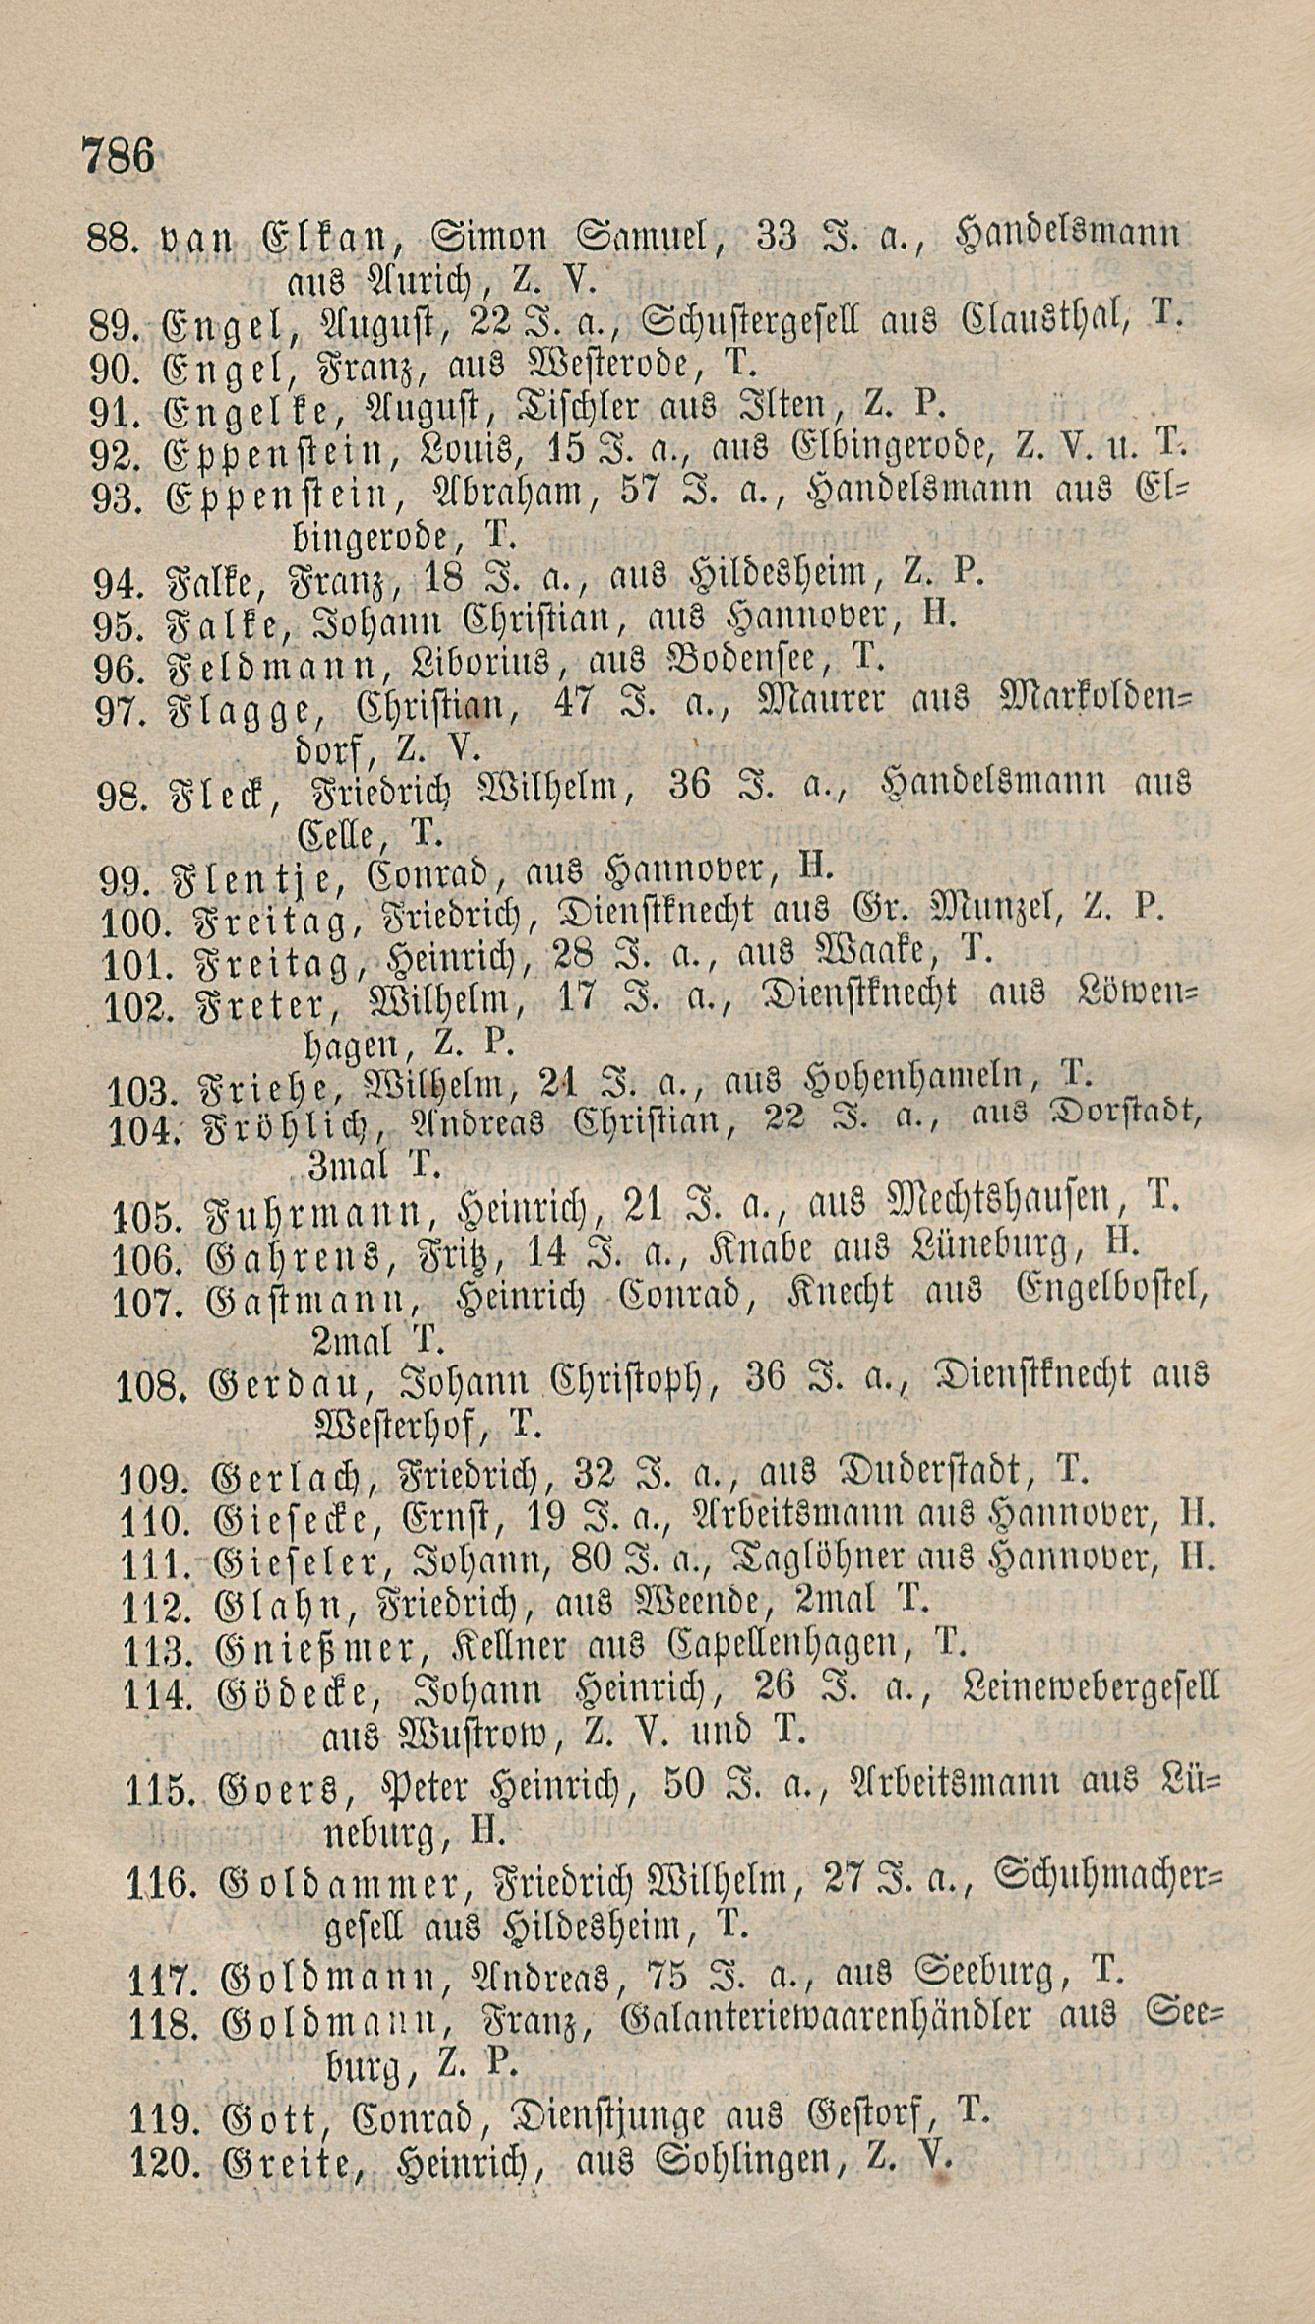 786
88. van Elkan, Simon Samuel, 33 J. a., Handelsmann
aus Aurich, Z. V.
89. Engel, August, 22 J. a., Schustergesell aus Clausthal, T.
90. Engel, Franz, aus Westerode, T.
91. Engelke, August, Tischler aus Ilten, Z. P.
92. Eppenstein, Louis, 15 J. a., aus Elbingerode, Z. V. u. T.
93. Eppenstein, Abraham, 57 J. a., Handelsmann aus El-
bingerode, T.
94. Falke, Franz, 18 J. a., aus Hildesheim, Z. P.
95. Falke, Johann Christian, aus Hannover, H.
96. Feldmann, Liborius, aus Bodensee, T.
97. Flagge, Christian, 47 J. a., Maurer aus Markolden-
dorf, Z. V.
98. Fleck, Friedrich Wilhelm, 36 J. a., Handelsmann aus
Celle, T.
99. Flentje, Conrad, aus Hannover, H.
100. Freitag, Friedrich, Dienstknecht aus Gr. Munzel, Z. P.
101. Freitag, Heinrich, 28 J. a., aus Waake, T.
102. Freter, Wilhelm, 17 J. a., Dienstknecht aus Löwen-
hagen, Z. P.
103. Friehe, Wilhelm, 21 J. a., aus Hohenhameln, T.
104. Fröhlich, Andreas Christian, 22 J. a., aus Dorstadt,
3mal T.
105. Fuhrmann, Heinrich, 21 J. a., aus Mechtshausen, T.
106. Gahrens, Fritz, 14 J. a., Knabe aus Lüneburg, H.
107. Gastmann, Heinrich Conrad, Knecht aus Engelbostel,
2mal T.
108. Gerdau, Johann Christoph, 36 J. a., Dienstknecht aus
Westerhof, T.
109. Gerlach, Friedrich, 32 J. a., aus Duderstadt, T.
110. Giesecke, Ernst, 19 J. a., Arbeitsmann aus Hannover, H.
111. Gieseler, Johann, 80 J. a., Taglöhner aus Hannover, H.
112. Glahn, Friedrich, aus Weende, 2mal T.
113. Gnießmer, Kellner aus Capellenhagen, T.
114. Gödecke, Johann Heinrich, 26 J. a., Leinewebergesell
aus Wustrow, Z. V. und T.
115. Goers, Peter Heinrich, 50 J. a., Arbeitsmann aus Lü-
neburg, H.
116. Goldammer, Friedrich Wilhelm, 27 J. a., Schuhmacher-
gesell aus Hildesheim, T.
117. Goldmann, Andreas, 75 J. a., aus Seeburg, T.
118. Goldmann, Franz, Galanteriewaarenhändler aus See-
burg, Z. P.
119. Gott, Conrad, Dienstjunge aus Gestorf, T.
120. Greite, Heinrich, aus Sohlingen, Z. V.